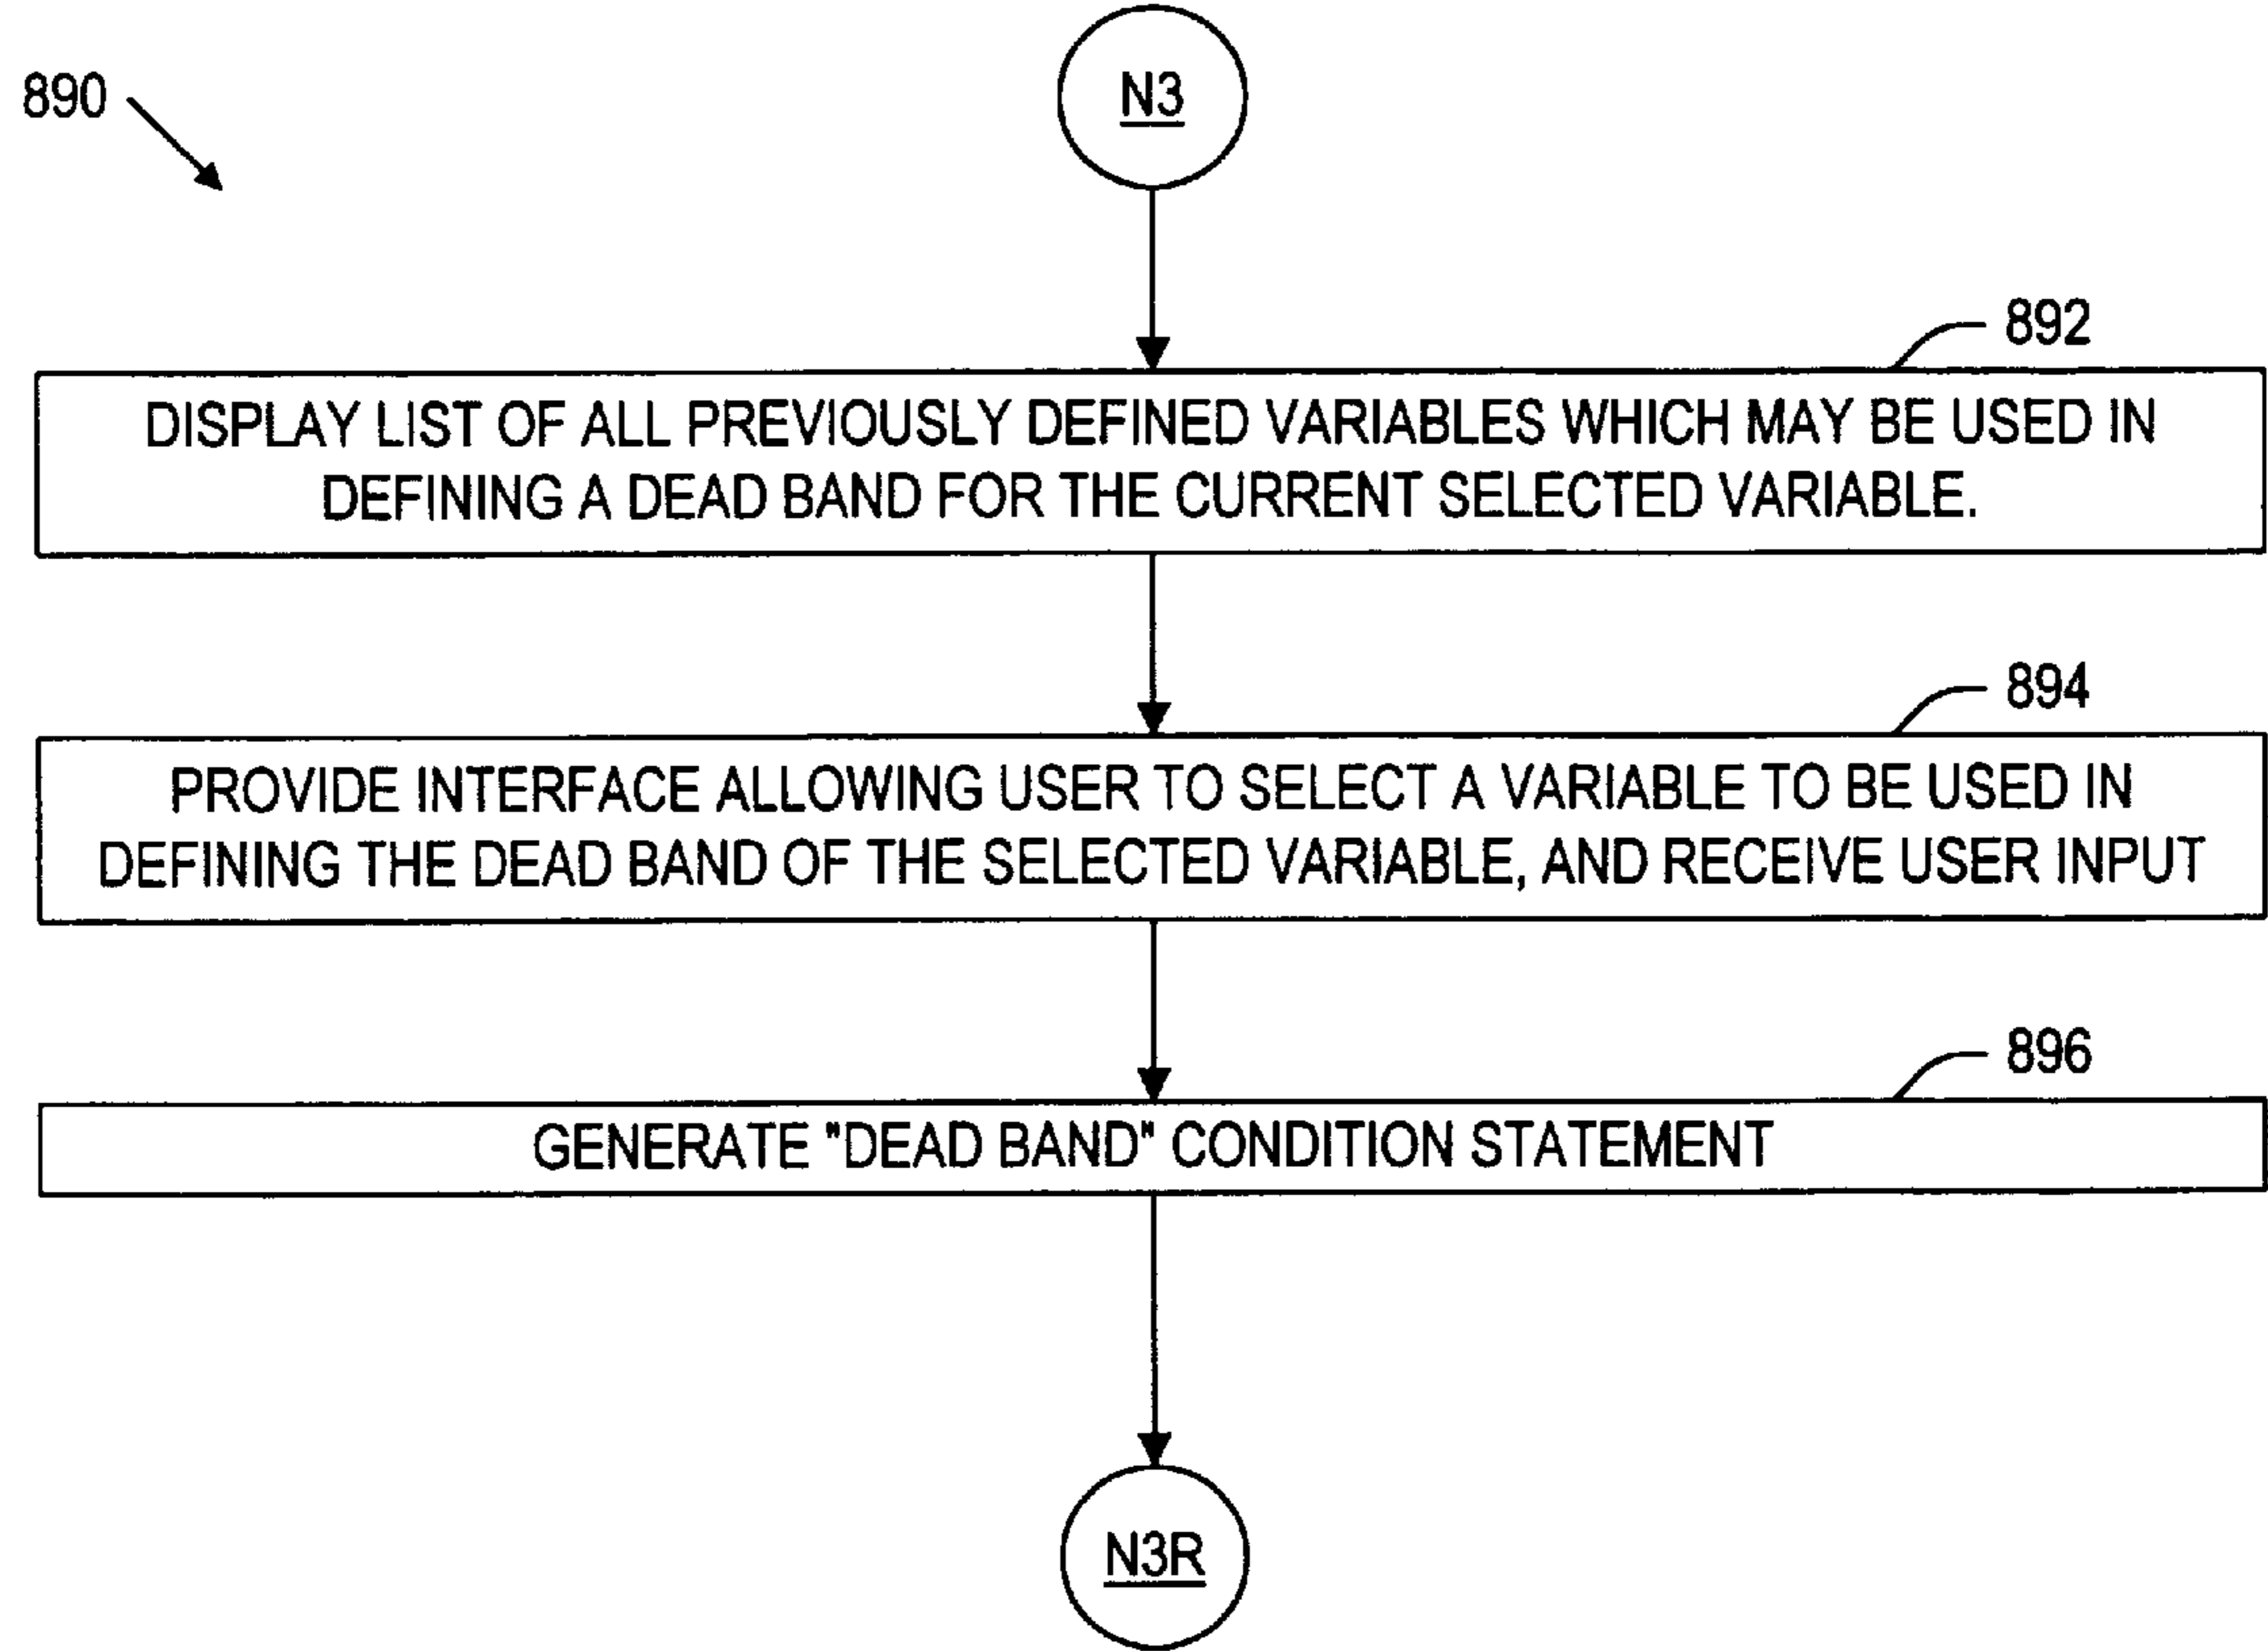 N3
890
892
DISPLAY LIST OF ALL PREVIOUSLY DEFINED VARIABLES WHICH MAY BE USED IN
DEFINING A DEAD BAND FOR THE CURRENT SELECTED VARIABLE.
894
PROVIDE INTERFACE ALLOWING USER TO SELECT A VARIABLE TO BE USED IN
DEFINING THE DEAD BAND OF THE SELECTED VARIABLE, AND RECEIVE USER INPUT
896
GENERATE "DEAD BAND" CONDITION STATEMENT
N3R